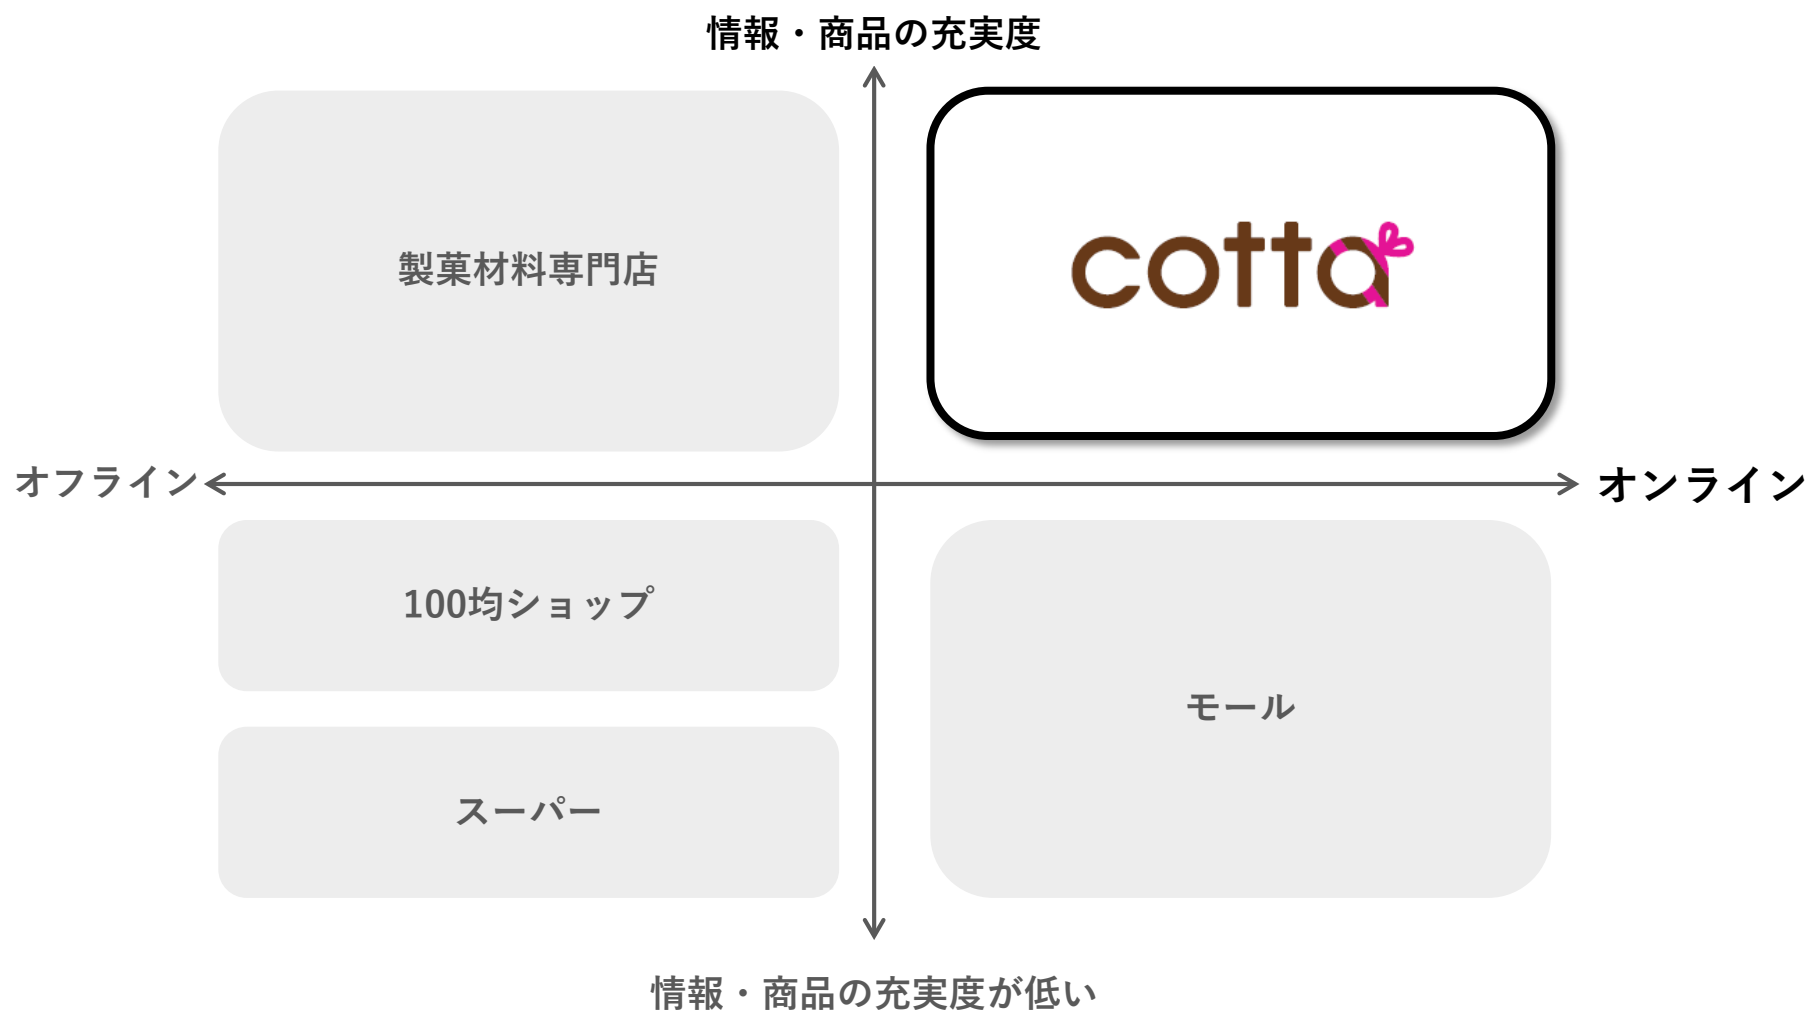 情報・商品の充実度
製菓材料専門店
cotta
オフライン
オンライン
100均ショップ
モール
スーパー
情報・商品の充実度が低い